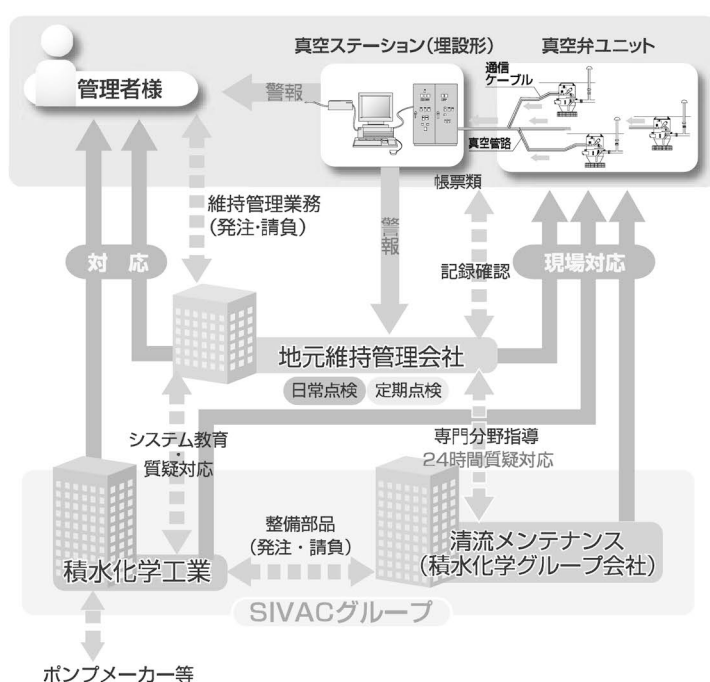 真空ステーション(埋設形)
真空弁ユニット
管理者様
警報
通信
ケーブル
真空管路
帳票類
維持管理業務
(発注・請負)
警報
対 応
記録確認
現場対応
地元維持管理会社
日常点検
定期点検
システム教育
・
質疑対応
専門分野指導
24時間質疑対応
整備部品
(発注・請負)
積水化学工業
清流メンテナンス
(積水化学グループ会社)
SIVACグループ
ポンプメーカー等